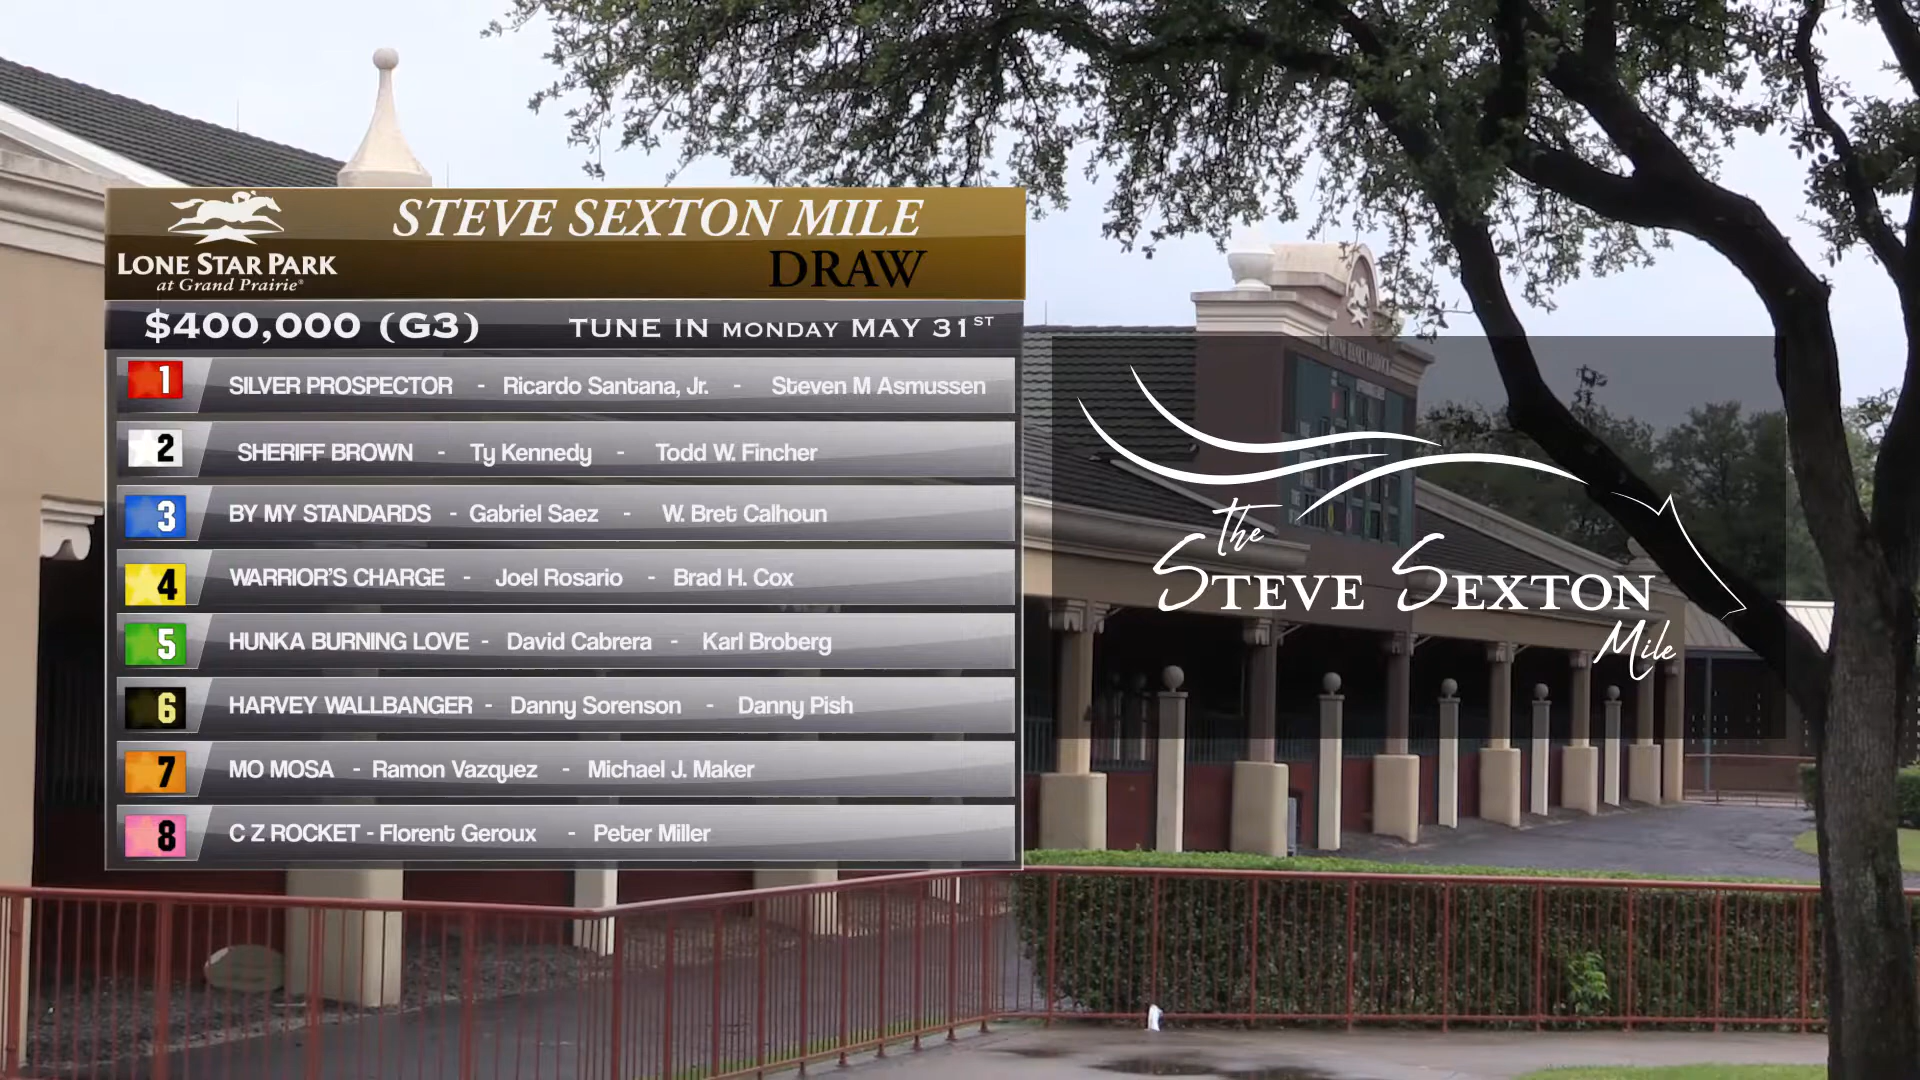 STEVE SEXTON MILE
DRAW
LONE STAR PARK
at Grand Prairie®
$400,000 (G3) TUNE IN MONDAY MAY 31ST
1 SILVER PROSPECTOR - Ricardo Santana, Jr. - Steven M Asmussen
2 SHERIFF BROWN - Ty Kennedy - Todd W. Fincher
3 BY MY STANDARDS - Gabriel Saez - W. Bret Calhoun
4 WARRIOR'S CHARGE - Joel Rosario - Brad H. Cox
5 HUNKA BURNING LOVE - David Cabrera - Karl Broberg
6 HARVEY WALLBANGER - Danny Sorenson - Danny Pish
7 MO MOSA - Ramon Vazquez - Michael J. Maker
8 C Z ROCKET - Florent Geroux - Peter Miller
The
STEVE SEXTON
Mile